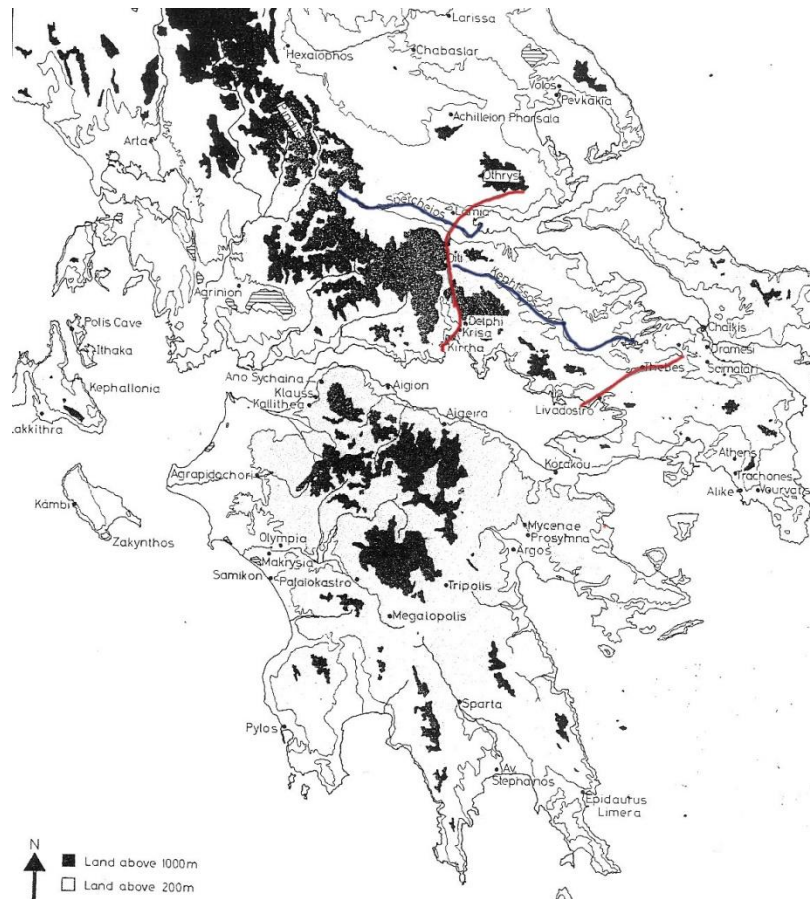 Larissa
Hexalophos
Chabaslar
Volos
Pevkakia
Pindus
Achilleion Pharsala
Arta
Othrys
Spercheios
Lamia
Oiti
Kephissos
Agrinion
Polis Cave
Delphi
Krisa
Kirrha
Chalkis
Dramesi
Ithaka
Thebes
Ano Sychaina
Aigion
Kephallonia
Klauss
Kallithea
Livadostro
Aigeira
Lakkithra
Athens
Korakou
Agrapidochori
Trachones
Alike
Kambi
Mycenae
Prosymna
Zakynthos
Olympia
Argos
Makrysia
Samikon
Palaiokastro
Tripolis
Megalopolis
Sparta
Pylos
Ay.
Stephanos
Epidaurus
Limera
N
Land above 1000m
Land above 200m